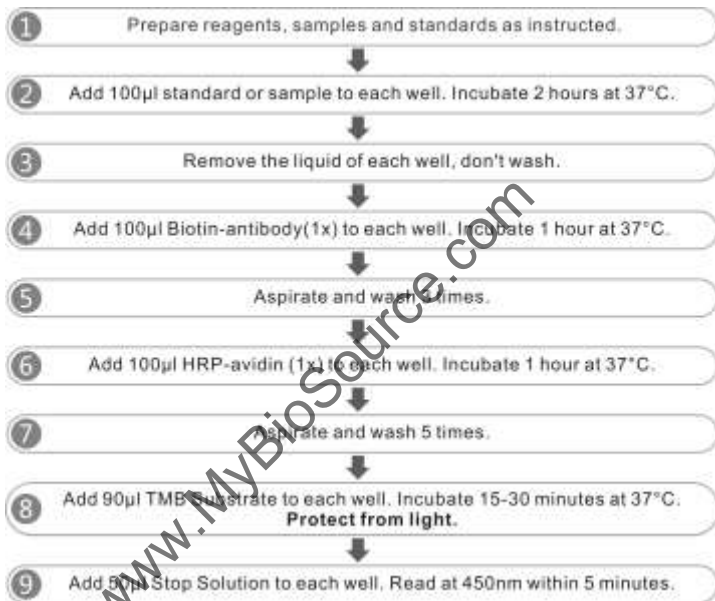 1 Prepare reagents, samples and standards as instructed.
2 Add 100µl standard or sample to each well. Incubate 2 hours at 37°C.
3 Remove the liquid of each well, don't wash.
4 Add 100µl Biotin-antibody(1x) to each well. Incubate 1 hour at 37°C.
5 Aspirate and wash 3 times.
6 Add 100µl HRP-avidin (1x) to each well. Incubate 1 hour at 37°C.
7 Aspirate and wash 5 times.
8 Add 90µl TMB Substrate to each well. Incubate 15-30 minutes at 37°C.
Protect from light.
9 Add 50µl Stop Solution to each well. Read at 450nm within 5 minutes.
www.MyBioSource.com